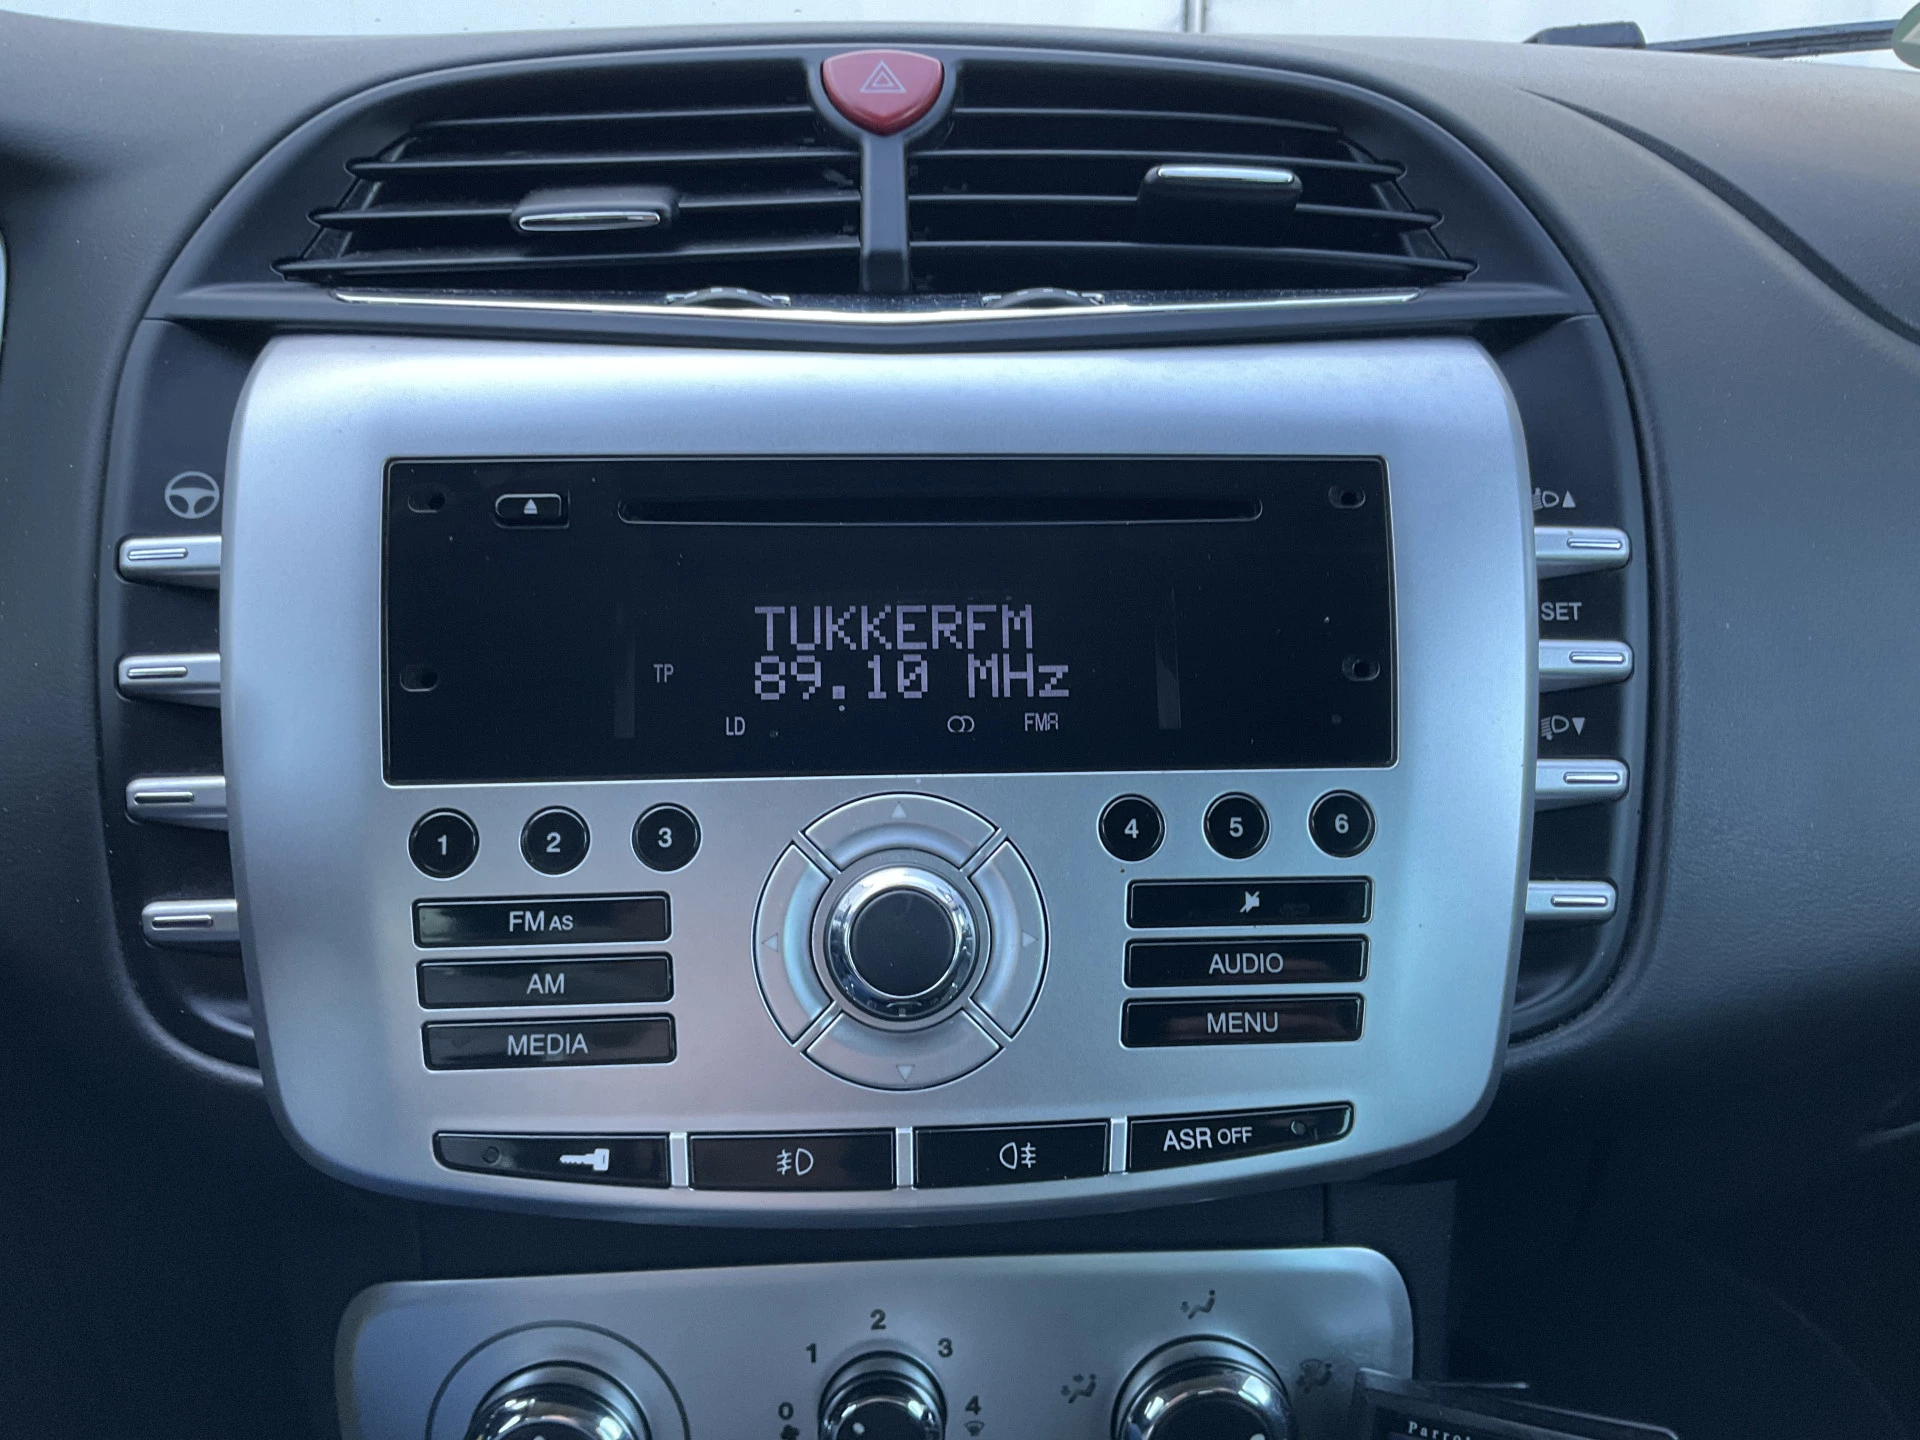 TUKKERFM
TP 89.10 MHz
LD FMA
SET
1 2 3 4 5 6
FM AS
AM
MEDIA
AUDIO
MENU
ASR OFF
0 1 2 3 4